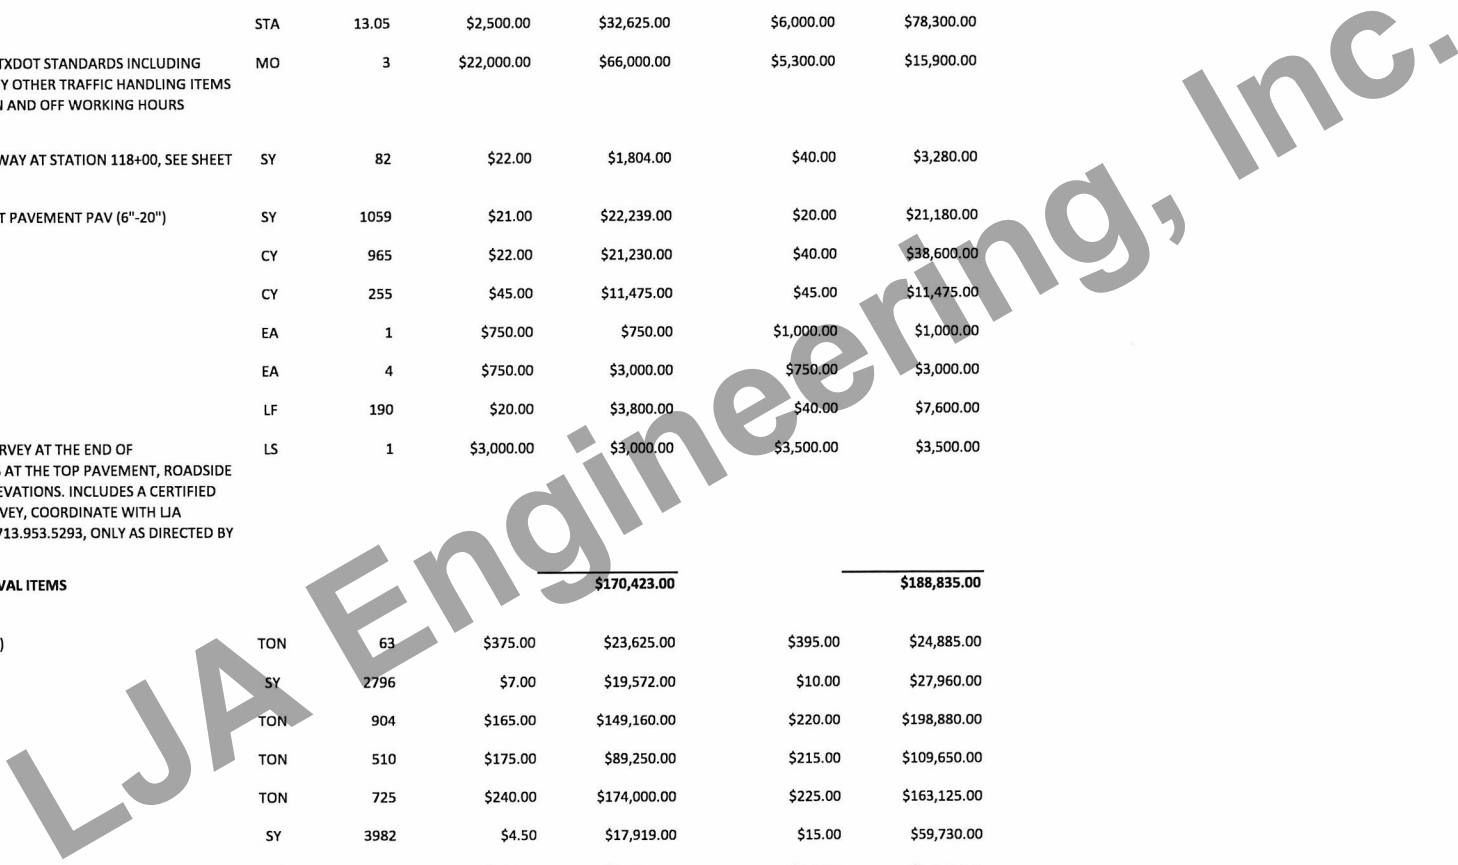 STA 13.05 $2,500.00 $32,625.00 $6,000.00 $78,300.00
TXDOT STANDARDS INCLUDING MO 3 $22,000.00 $66,000.00 $5,300.00 $15,900.00
Y OTHER TRAFFIC HANDLING ITEMS
AND OFF WORKING HOURS
WAY AT STATION 118+00, SEE SHEET SY 82 $22.00 $1,804.00 $40.00 $3,280.00
T PAVEMENT PAV (6"-20") SY 1059 $21.00 $22,239.00 $20.00 $21,180.00
CY 965 $22.00 $21,230.00 $40.00 $38,600.00
CY 255 $45.00 $11,475.00 $45.00 $11,475.00
EA 1 $750.00 $750.00 $1,000.00 $1,000.00
EA 4 $750.00 $3,000.00 $750.00 $3,000.00
LF 190 $20.00 $3,800.00 $40.00 $7,600.00
RVEY AT THE END OF LS 1 $3,000.00 $3,000.00 $3,500.00 $3,500.00
AT THE TOP PAVEMENT, ROADSIDE
EVATIONS. INCLUDES A CERTIFIED
VEY, COORDINATE WITH LJA
713.953.5293, ONLY AS DIRECTED BY
VAL ITEMS $170,423.00 $188,835.00
) TON 63 $375.00 $23,625.00 $395.00 $24,885.00
SY 2796 $7.00 $19,572.00 $10.00 $27,960.00
TON 904 $165.00 $149,160.00 $220.00 $198,880.00
TON 510 $175.00 $89,250.00 $215.00 $109,650.00
TON 725 $240.00 $174,000.00 $225.00 $163,125.00
SY 3982 $4.50 $17,919.00 $15.00 $59,730.00
LJA Engineering, Inc.